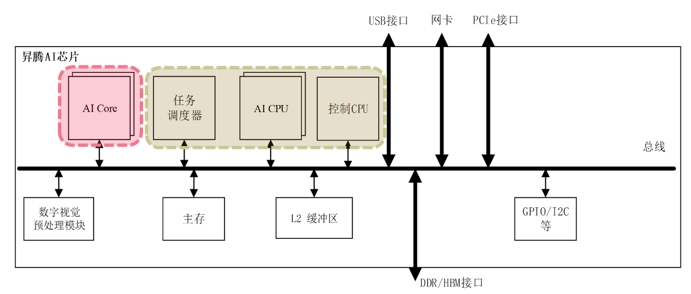 USB接口
网卡
PCIe接口
昇腾AI芯片
AI Core
任务
调度器
AI CPU
控制CPU
总线
数字视觉
预处理模块
主存
L2 缓冲区
GPIO/I2C
等
DDR/HBM接口